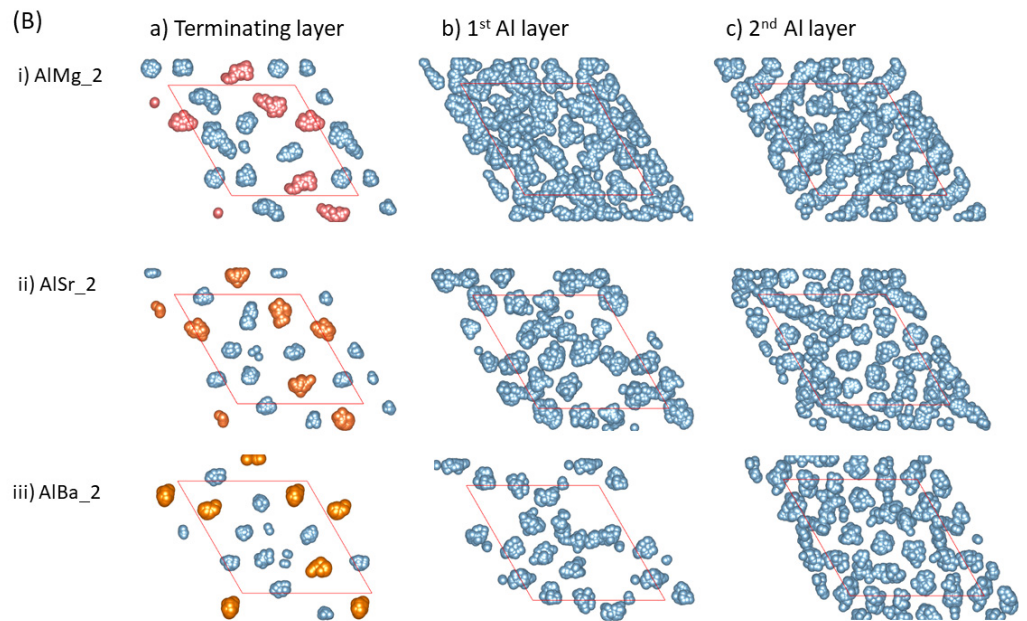 (B)
a) Terminating layer
b) 1st Al layer
c) 2nd Al layer
i) AlMg_2
ii) AlSr_2
iii) AlBa_2